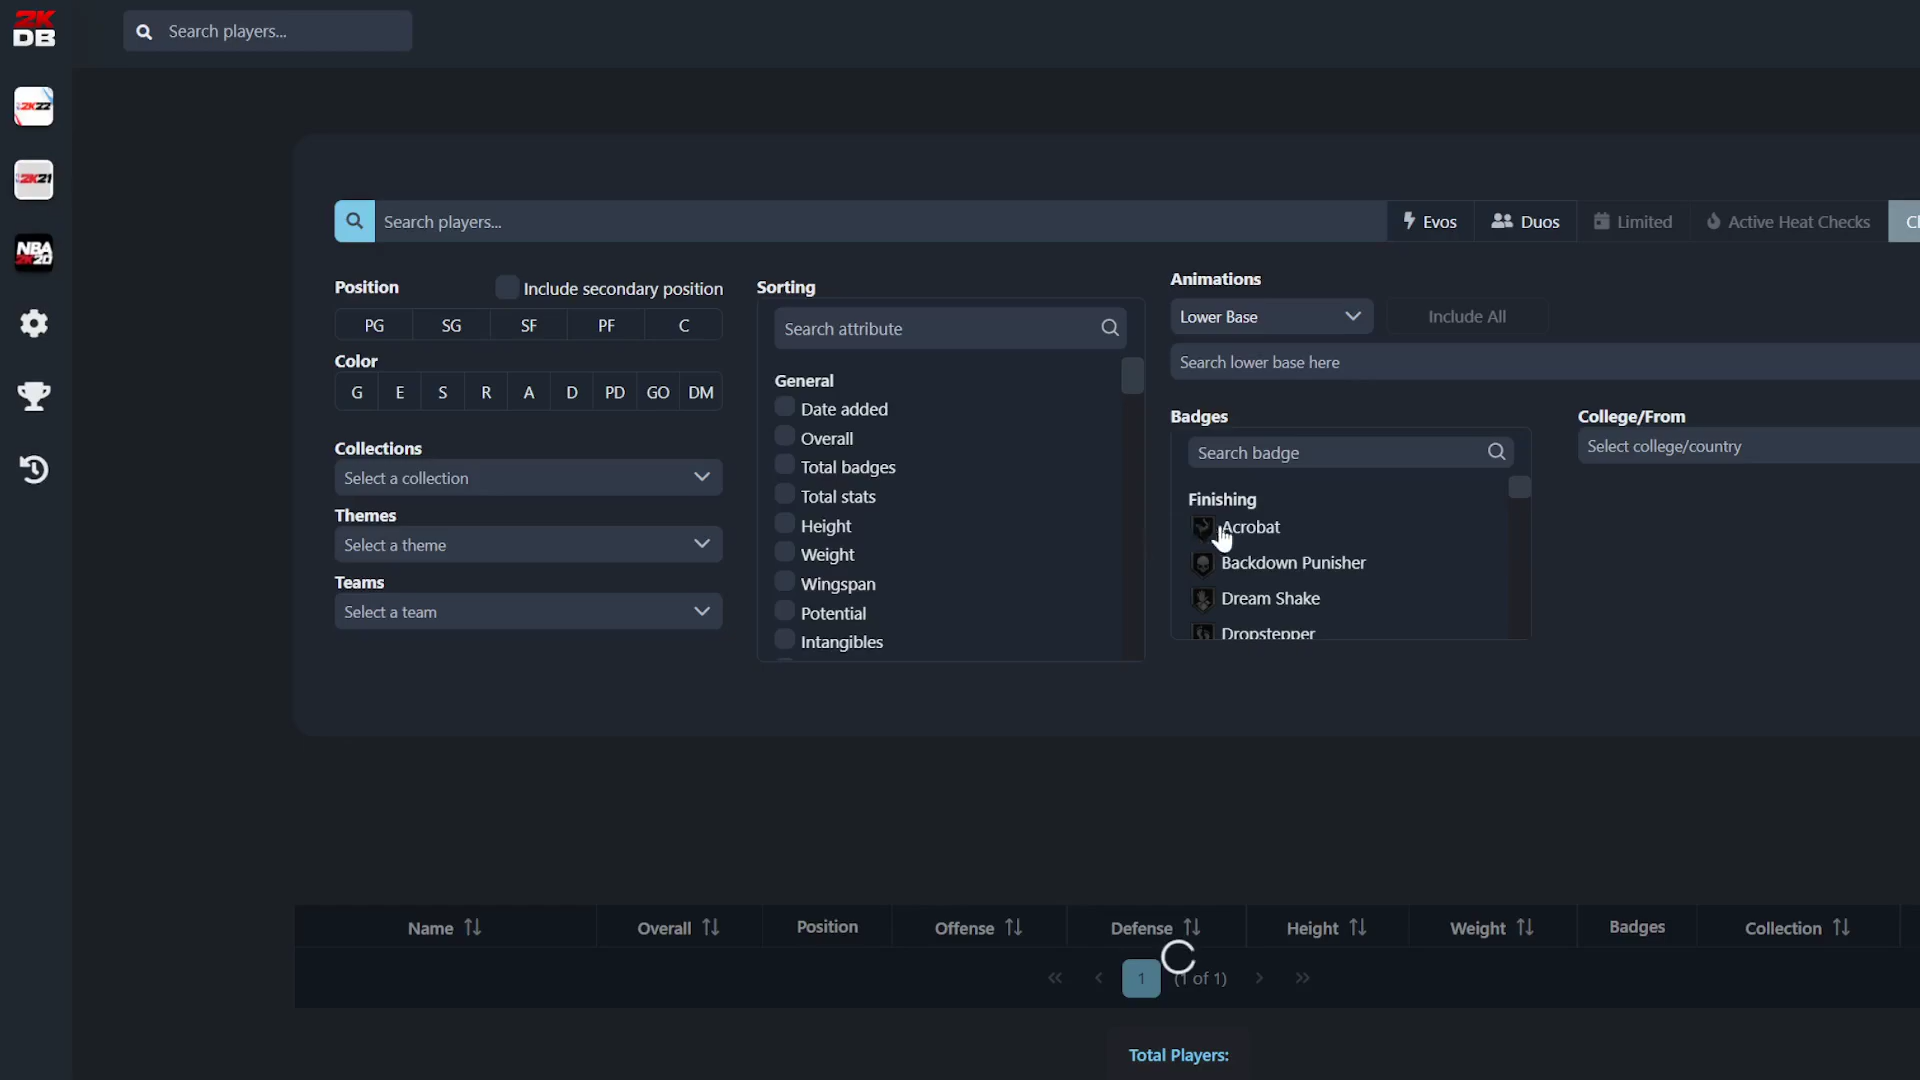 2K
DB
Search players...
2K22
2K21
NBA
2K20
Search players...
Evos
Duos
Limited
Active Heat Checks
Position
Include secondary position
PG
SG
SF
PF
C
Color
G
E
S
R
A
D
PD
GO
DM
Collections
Select a collection
Themes
Select a theme
Teams
Select a team
Sorting
Search attribute
General
Date added
Overall
Total badges
Total stats
Height
Weight
Wingspan
Potential
Intangibles
Animations
Lower Base
Include All
Search lower base here
Badges
Search badge
Finishing
Acrobat
Backdown Punisher
Dream Shake
Dropstepper
College/From
Select college/country
Name
Overall
Position
Offense
Defense
Height
Weight
Badges
Collection
1
(1 of 1)
Total Players: